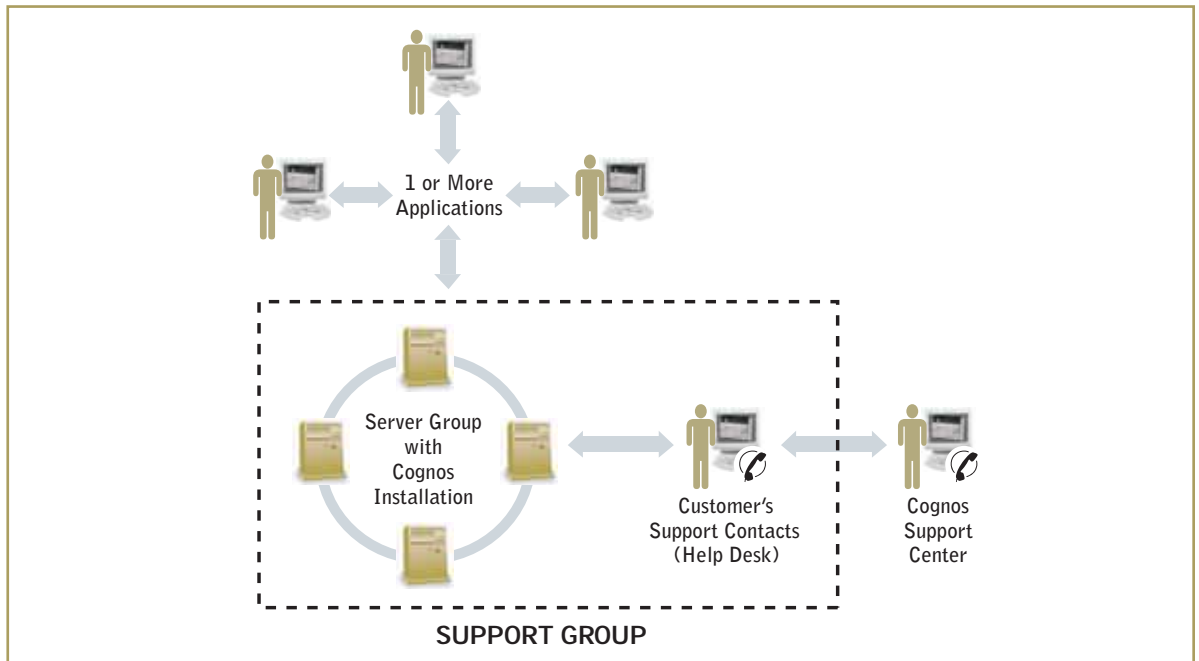 1 or More
Applications
Server Group
with
Cognos
Installation
Customer's
Support Contacts
(Help Desk)
Cognos
Support
Center
SUPPORT GROUP